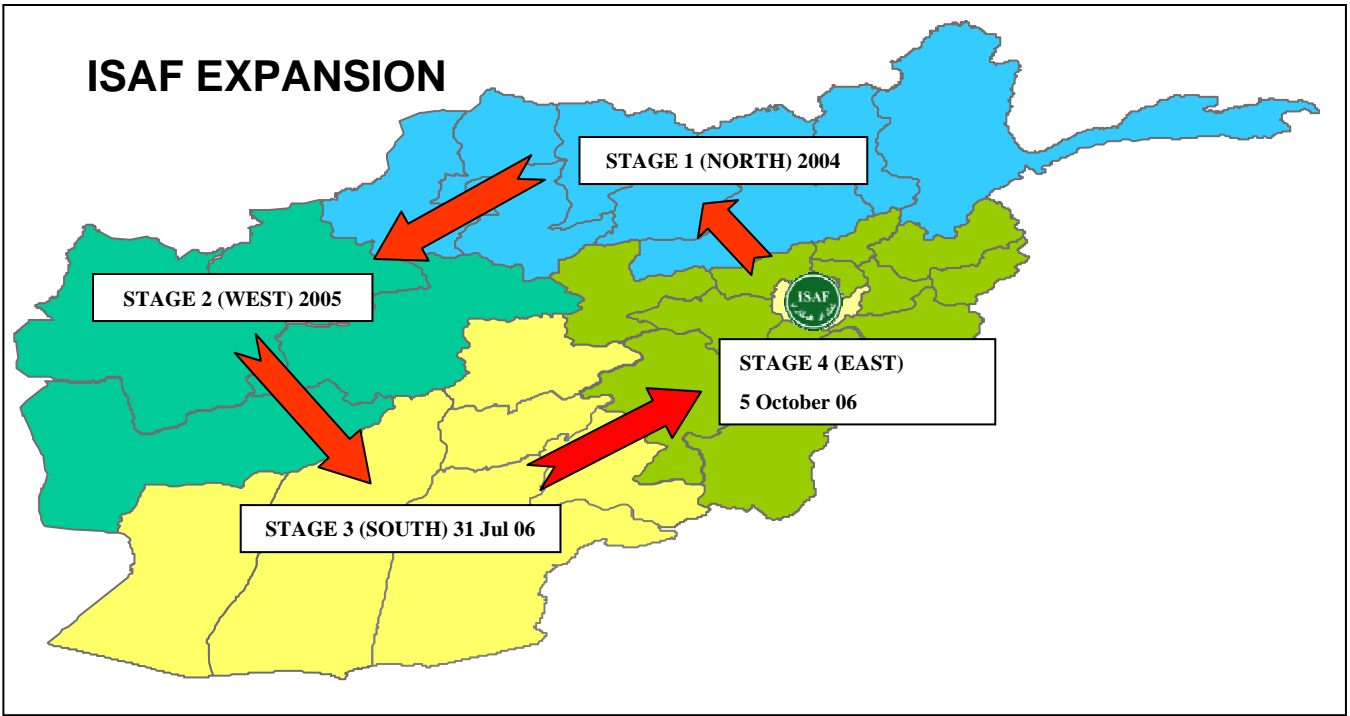 ISAF EXPANSION
STAGE 1 (NORTH) 2004
STAGE 2 (WEST) 2005
ISAF
STAGE 4 (EAST)
5 October 06
STAGE 3 (SOUTH) 31 Jul 06